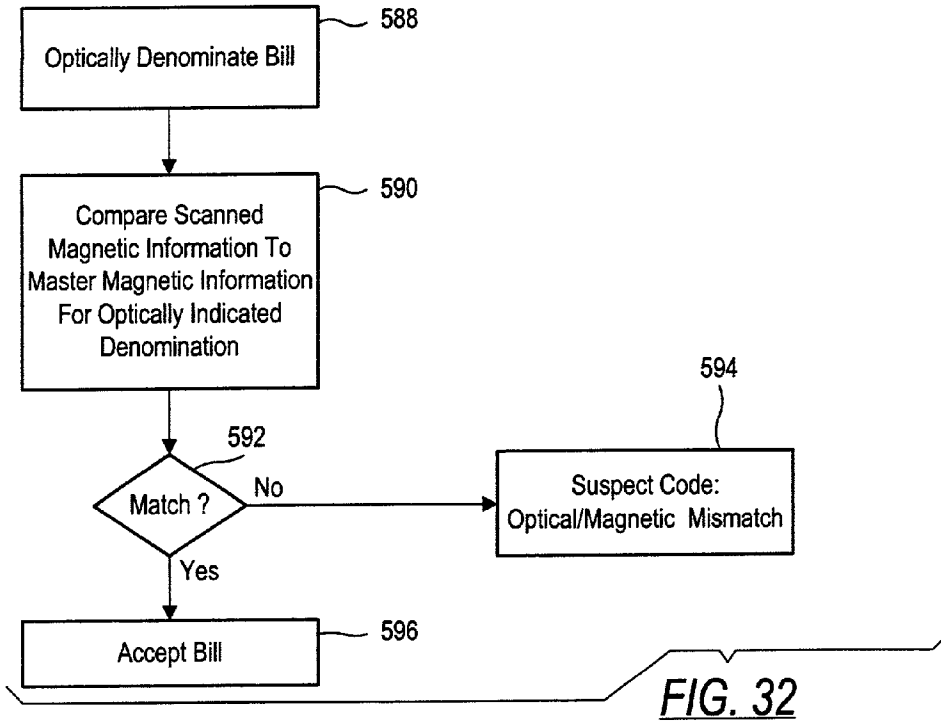 588
Optically Denominate Bill
590
Compare Scanned
Magnetic Information To
Master Magnetic Information
For Optically Indicated
Denomination
592
Match ?
No
594
Suspect Code:
Optical/Magnetic Mismatch
Yes
596
Accept Bill
FIG. 32